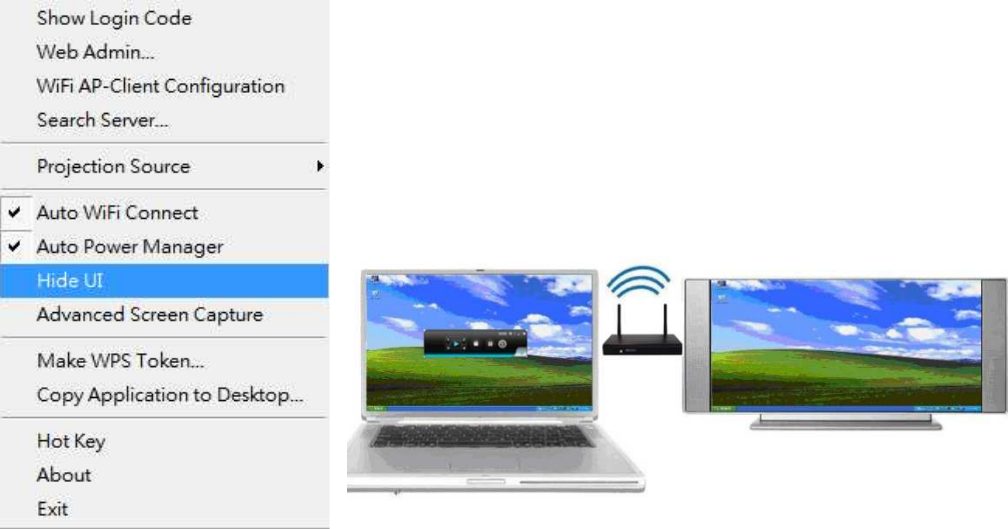 Show Login Code
Web Admin...
WiFi AP-Client Configuration
Search Server...
Projection Source
Auto WiFi Connect
Auto Power Manager
Hide UI
Advanced Screen Capture
Make WPS Token...
Copy Application to Desktop...
Hot Key
About
Exit